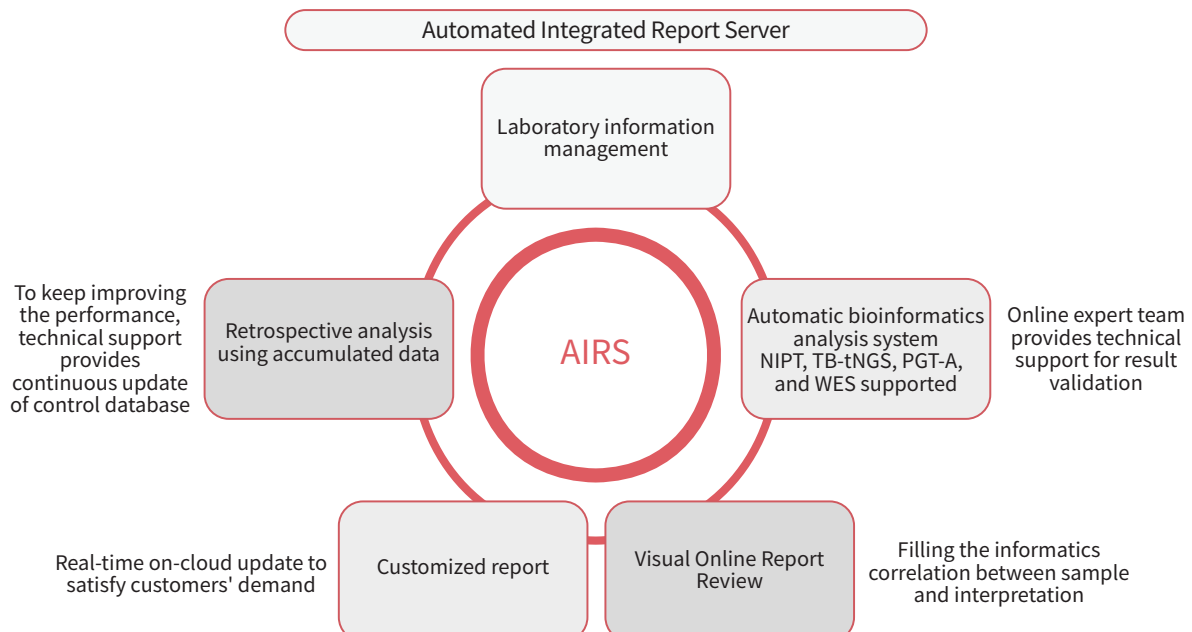 Automated Integrated Report Server
Laboratory information
management
To keep improving
the performance,
technical support
provides
continuous update
of control database
Retrospective analysis
using accumulated data
AIRS
Automatic bioinformatics
analysis system
NIPT, TB-tNGS, PGT-A,
and WES supported
Online expert team
provides technical
support for result
validation
Real-time on-cloud update to
satisfy customers' demand
Customized report
Visual Online Report
Review
Filling the informatics
correlation between sample
and interpretation